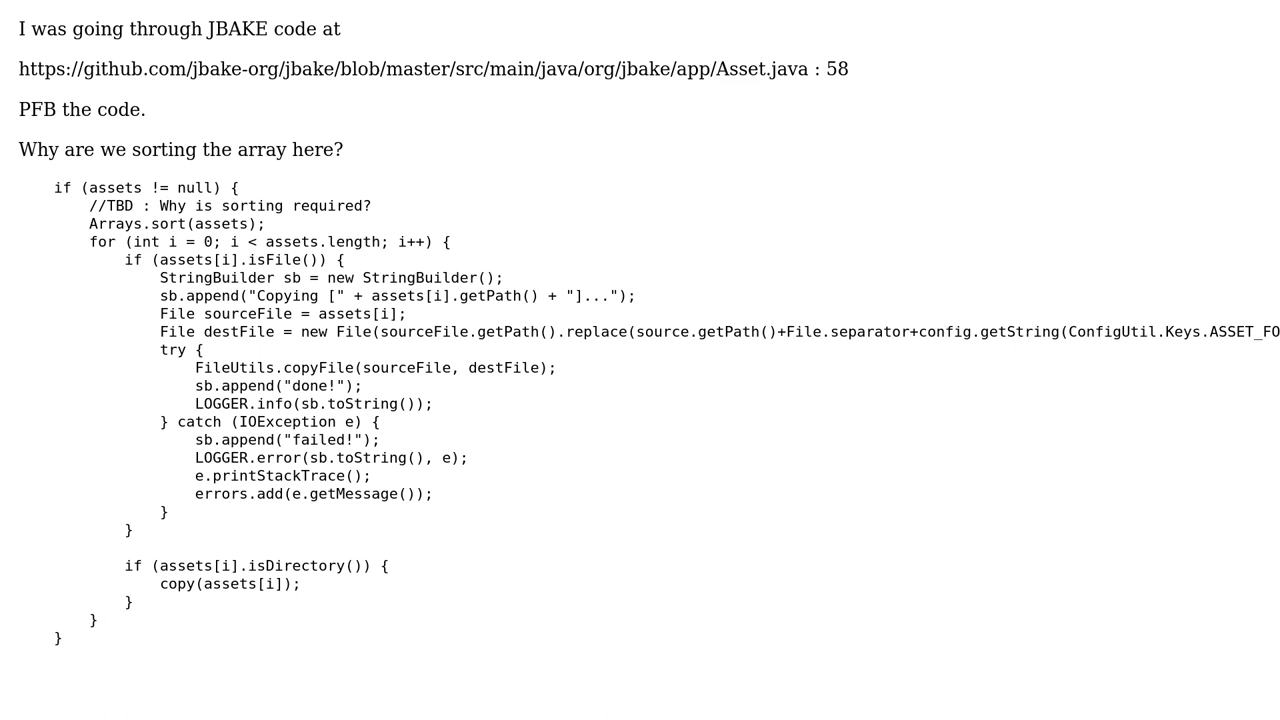 I was going through JBAKE code at
https://github.com/jbake-org/jbake/blob/master/src/main/java/org/jbake/app/Asset.java : 58
PFB the code.
Why are we sorting the array here?
if (assets != null) {
//TBD : Why is sorting required?
Arrays.sort(assets);
for (int i = 0; i < assets.length; i++) {
if (assets[i].isFile()) {
StringBuilder sb = new StringBuilder();
sb.append("Copying [" + assets[i].getPath() + "]...");
File sourceFile = assets[i];
File destFile = new File(sourceFile.getPath().replace(source.getPath()+File.separator+config.getString(ConfigUtil.Keys.ASSET_FO
try {
FileUtils.copyFile(sourceFile, destFile);
sb.append("done!");
LOGGER.info(sb.toString());
} catch (IOException e) {
sb.append("failed!");
LOGGER.error(sb.toString(), e);
e.printStackTrace();
errors.add(e.getMessage());
}
}
if (assets[i].isDirectory()) {
copy(assets[i]);
}
}
}